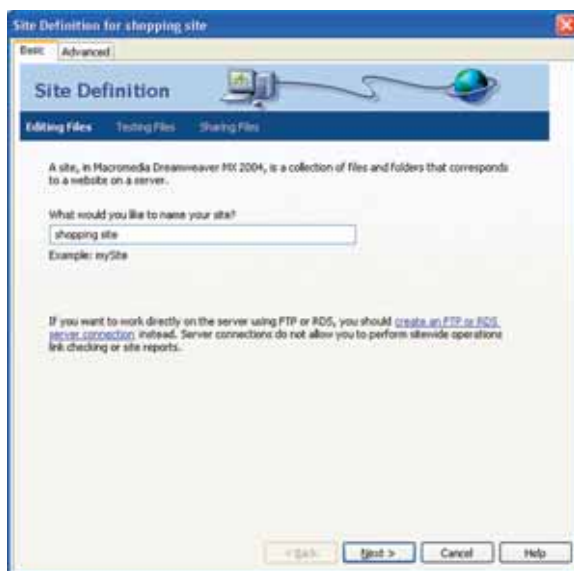 Site Definition for shopping site
Basic Advanced
Site Definition
Editing Files Testing Files Sharing Files
A site, in Macromedia Dreamweaver MX 2004, is a collection of files and folders that corresponds
to a website on a server.
What would you like to name your site?
shopping site
Example: mySite
If you want to work directly on the server using FTP or RDS, you should create an FTP or RDS
server connection instead. Server connections do not allow you to perform sitewide operations
link checking or site reports.
< Back Next > Cancel Help